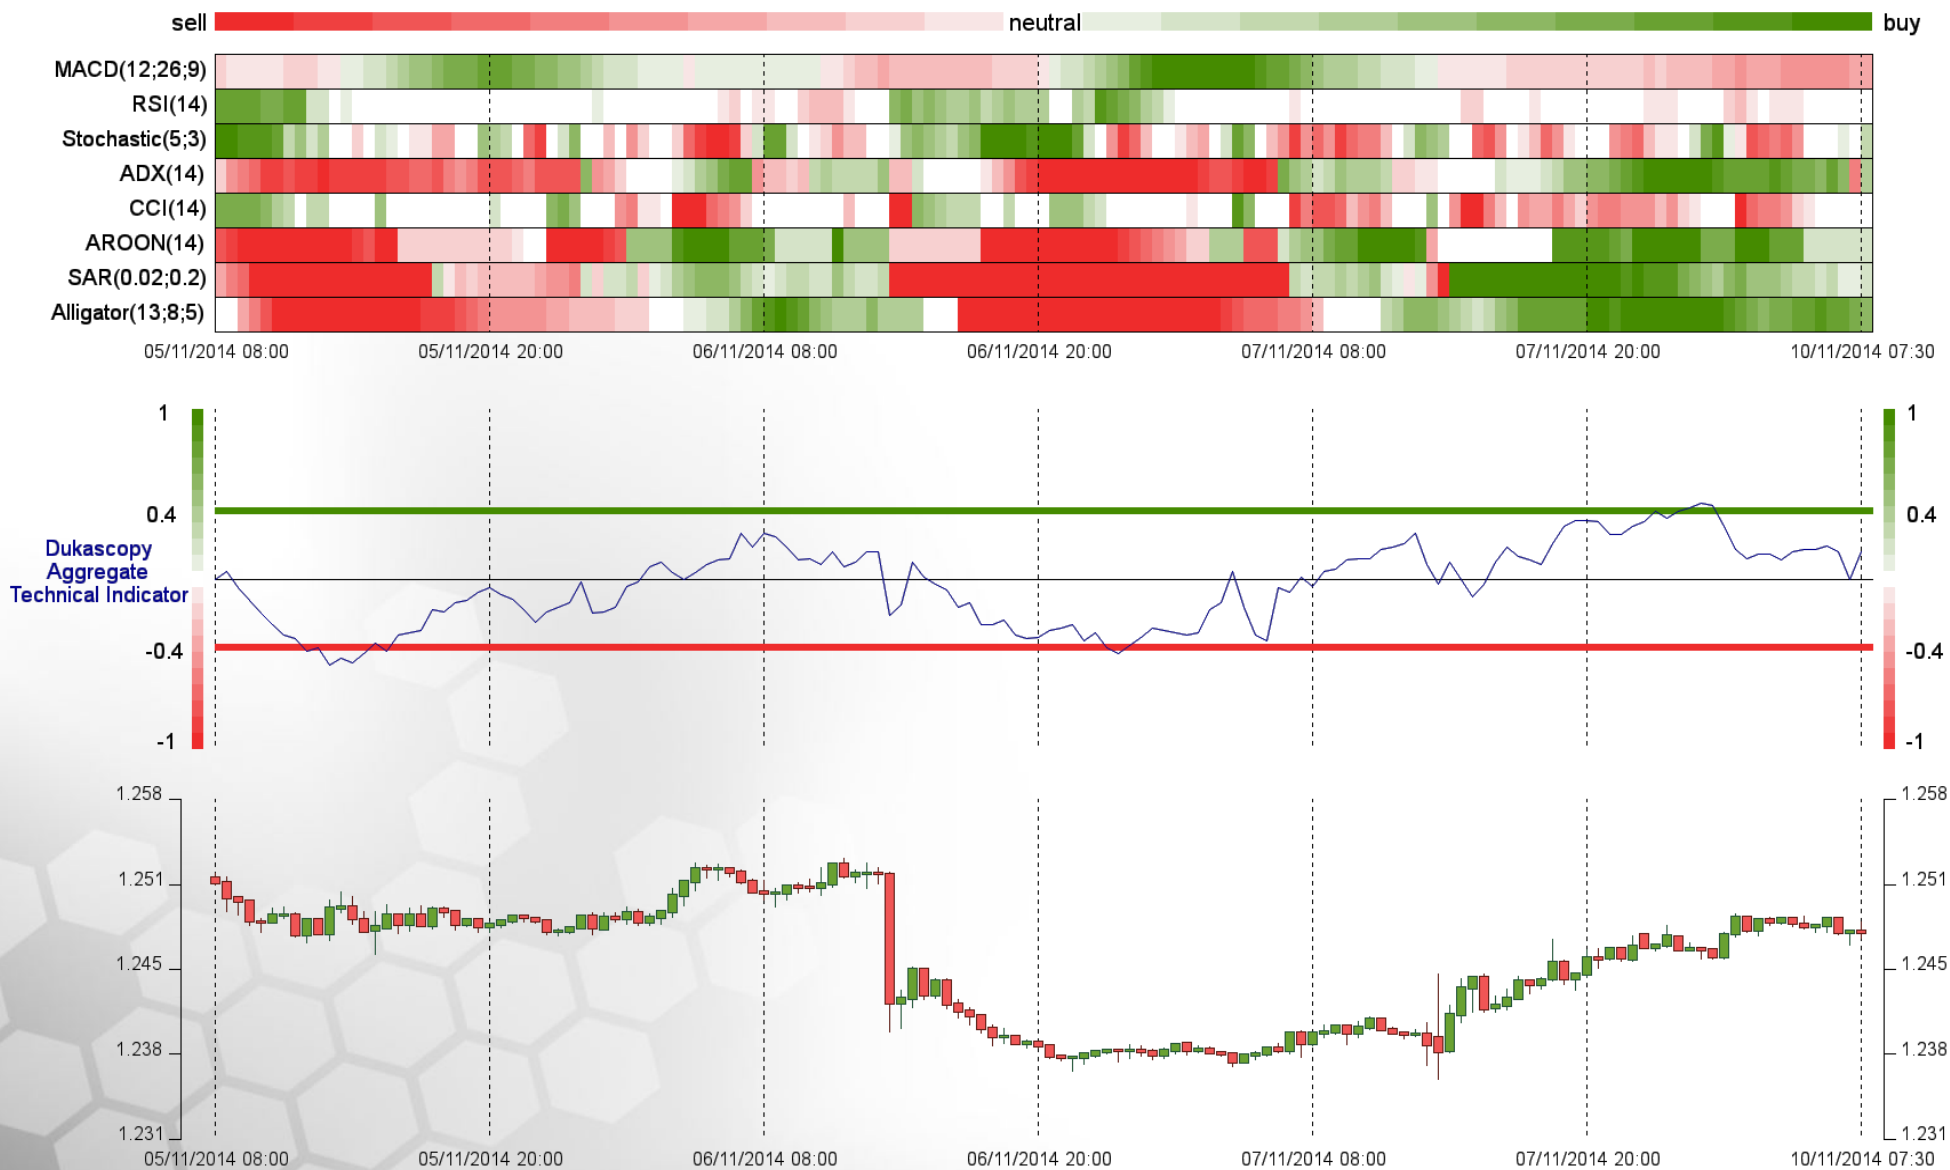 sell neutral buy
MACD(12;26;9)
RSI(14)
Stochastic(5;3)
ADX(14)
CCI(14)
AROON(14)
SAR(0.02;0.2)
Alligator(13;8;5)
05/11/2014 08:00 05/11/2014 20:00 06/11/2014 08:00 06/11/2014 20:00 07/11/2014 08:00 07/11/2014 20:00 10/11/2014 07:30
1 1
0.4 0.4
Dukascopy
Aggregate
Technical Indicator
-0.4 -0.4
-1 -1
1.258 1.258
1.251 1.251
1.245 1.245
1.238 1.238
1.231 1.231
05/11/2014 08:00 05/11/2014 20:00 06/11/2014 08:00 06/11/2014 20:00 07/11/2014 08:00 07/11/2014 20:00 10/11/2014 07:30